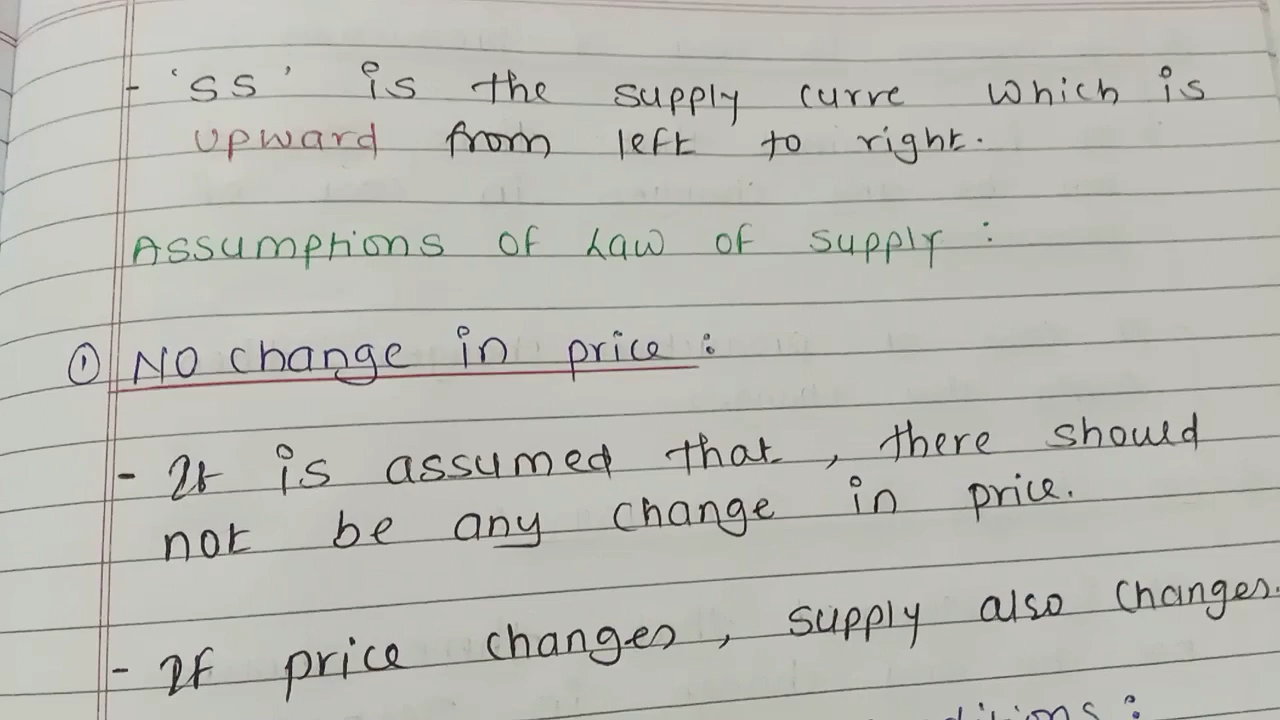 - 'SS' is the supply curve which is
upward from left to right.
Assumptions of Law of supply :
① No change in price :
- It is assumed that, there should
not be any change in price.
- If price changes, supply also changes.